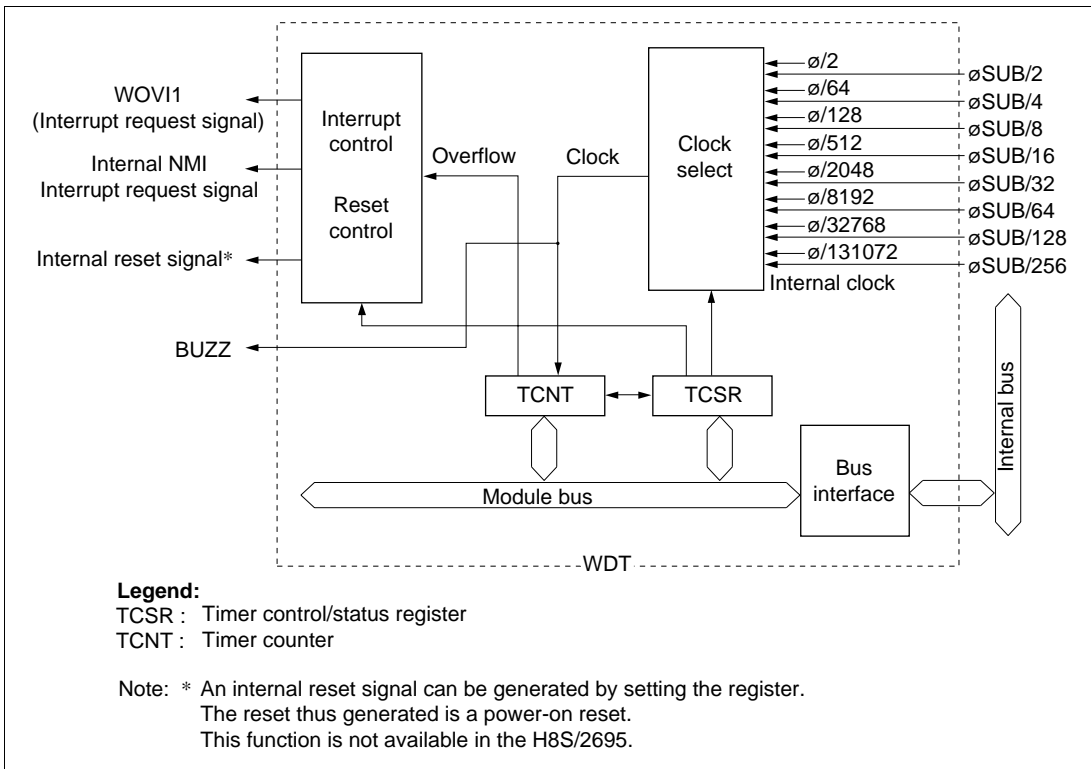 WOVI1
(Interrupt request signal)
Internal NMI
Interrupt request signal
Internal reset signal*
BUZZ
Interrupt
control
Reset
control
Overflow
Clock
Clock
select
ø/2
ø/64
ø/128
ø/512
ø/2048
ø/8192
ø/32768
ø/131072
Internal clock
øSUB/2
øSUB/4
øSUB/8
øSUB/16
øSUB/32
øSUB/64
øSUB/128
øSUB/256
TCNT
TCSR
Module bus
Bus
interface
Internal bus
WDT
Legend:
TCSR : Timer control/status register
TCNT : Timer counter
Note: * An internal reset signal can be generated by setting the register.
The reset thus generated is a power-on reset.
This function is not available in the H8S/2695.